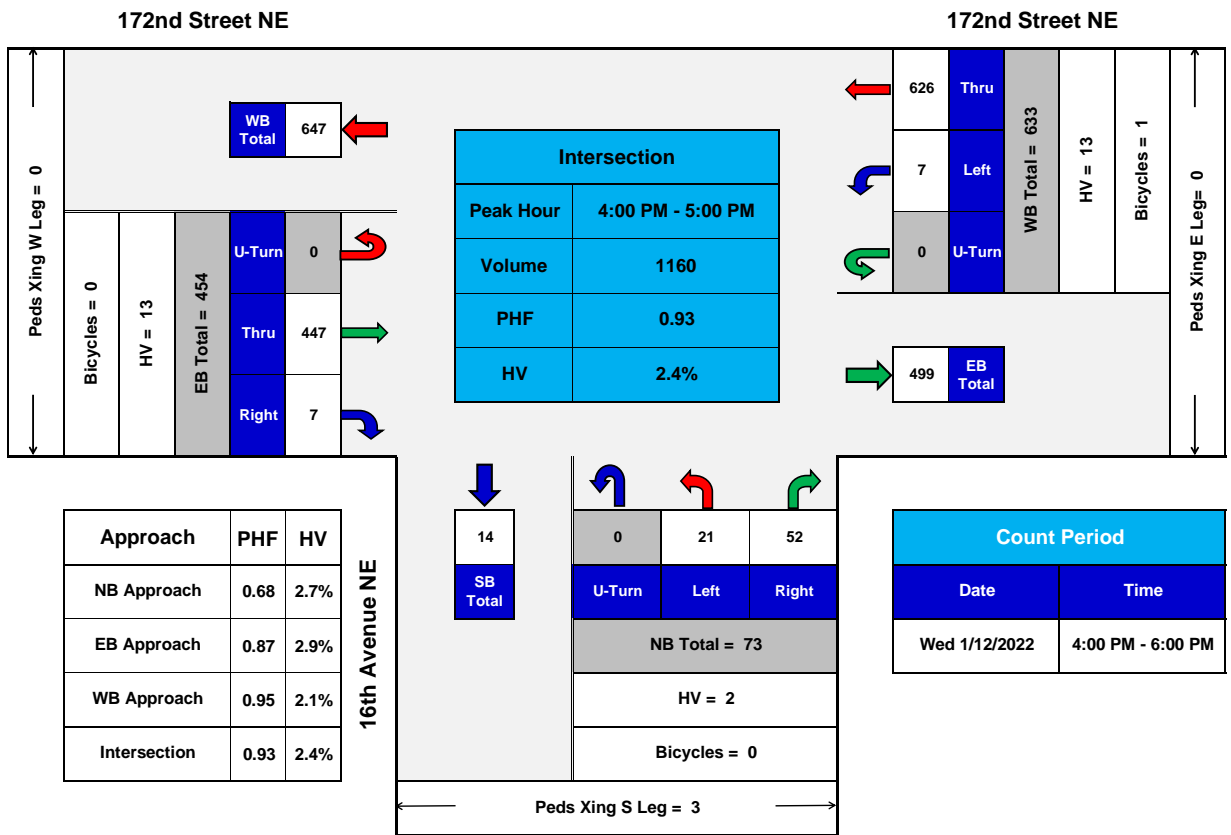 172nd Street NE
172nd Street NE
Peds Xing W Leg = 0
WB Total
647
Bicycles = 0
HV = 13
EB Total = 454
U-Turn
0
Thru
447
Right
7
Intersection
Peak Hour
4:00 PM - 5:00 PM
Volume
1160
PHF
0.93
HV
2.4%
626
Thru
7
Left
0
U-Turn
WB Total = 633
HV = 13
Bicycles = 1
Peds Xing E Leg= 0
499
EB Total
Approach PHF HV
NB Approach 0.68 2.7%
EB Approach 0.87 2.9%
WB Approach 0.95 2.1%
Intersection 0.93 2.4%
16th Avenue NE
14
SB Total
0 21 52
U-Turn Left Right
NB Total = 73
HV = 2
Bicycles = 0
Peds Xing S Leg = 3
Count Period
Date Time
Wed 1/12/2022 4:00 PM - 6:00 PM